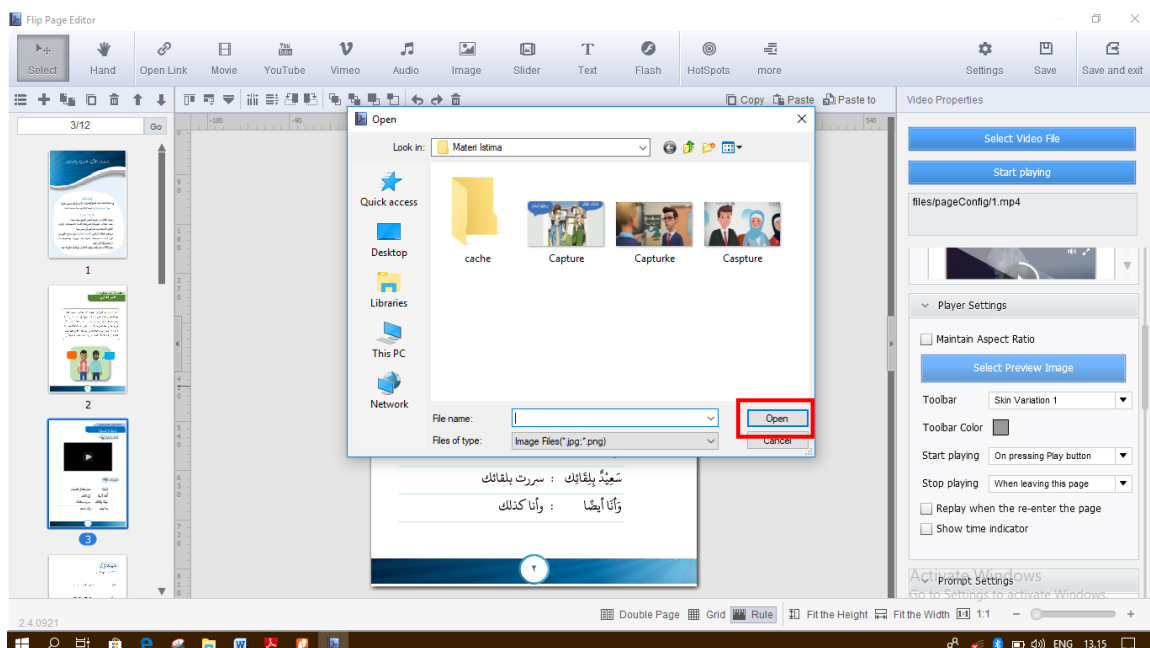 Flip Page Editor
Select Hand Open Link Movie YouTube Vimeo Audio Image Slider Text Flash HotSpots more Settings Save Save and exit
Copy Paste Paste to
Video Properties
3/12 Go
-180 -90 540
Open
Look in: Materi Istima
Quick access
Desktop
Libraries
This PC
Network
cache Capture Capturke Caspture
File name:
Open
Files of type: Image Files(*.jpg;*.png)
Cancel
1
2
3
سَعِيْدٌ بِلِقَائِك : سررت بلقائك
وَأَنَا أَيضًا : وأنا كذلك
٢
Select Video File
Start playing
files/pageConfig/1.mp4
Player Settings
Maintain Aspect Ratio
Select Preview Image
Toolbar Skin Variation 1
Toolbar Color
Start playing On pressing Play button
Stop playing When leaving this page
Replay when the re-enter the page
Show time indicator
Activate Windows
Prompt Settings
Go to Settings to activate Windows.
2.4.0921
Double Page Grid Rule Fit the Height Fit the Width 1:1 1:1
ENG 13.15